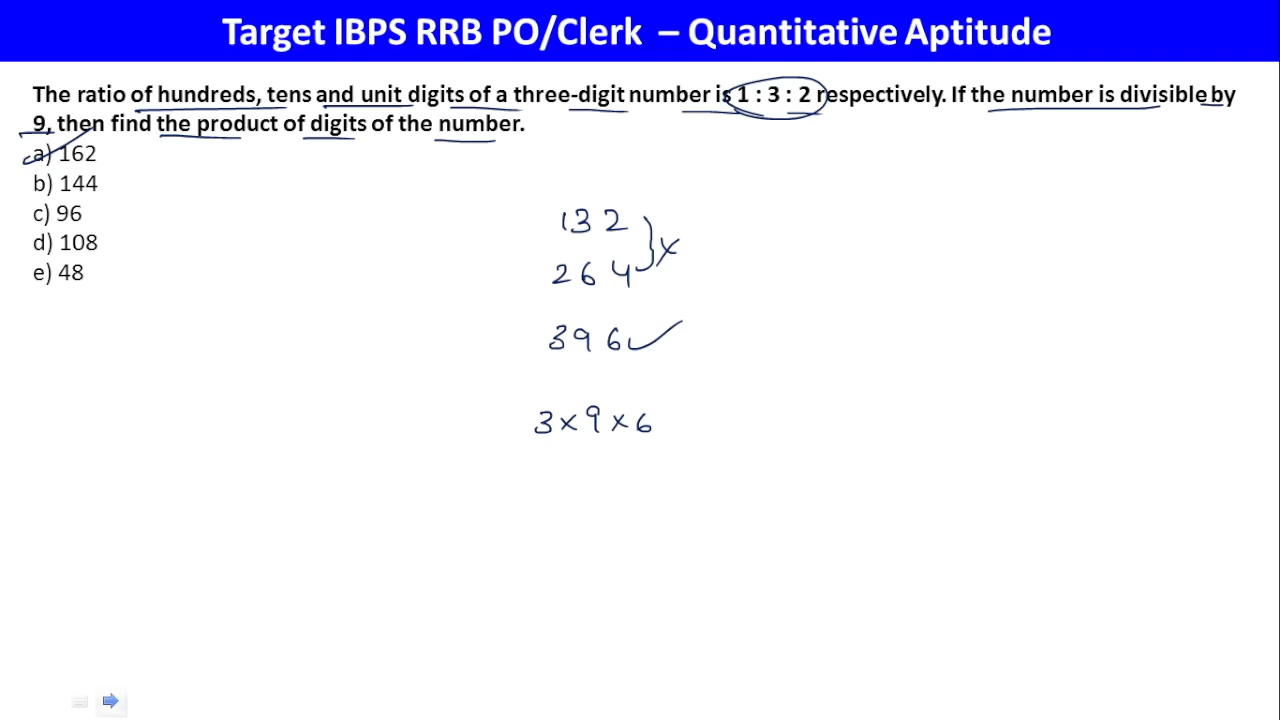 Target IBPS RRB PO/Clerk – Quantitative Aptitude
The ratio of hundreds, tens and unit digits of a three-digit number is 1 : 3 : 2 respectively. If the number is divisible by
9, then find the product of digits of the number.
a) 162
b) 144
c) 96
d) 108
e) 48
132
264
396
3×9×6